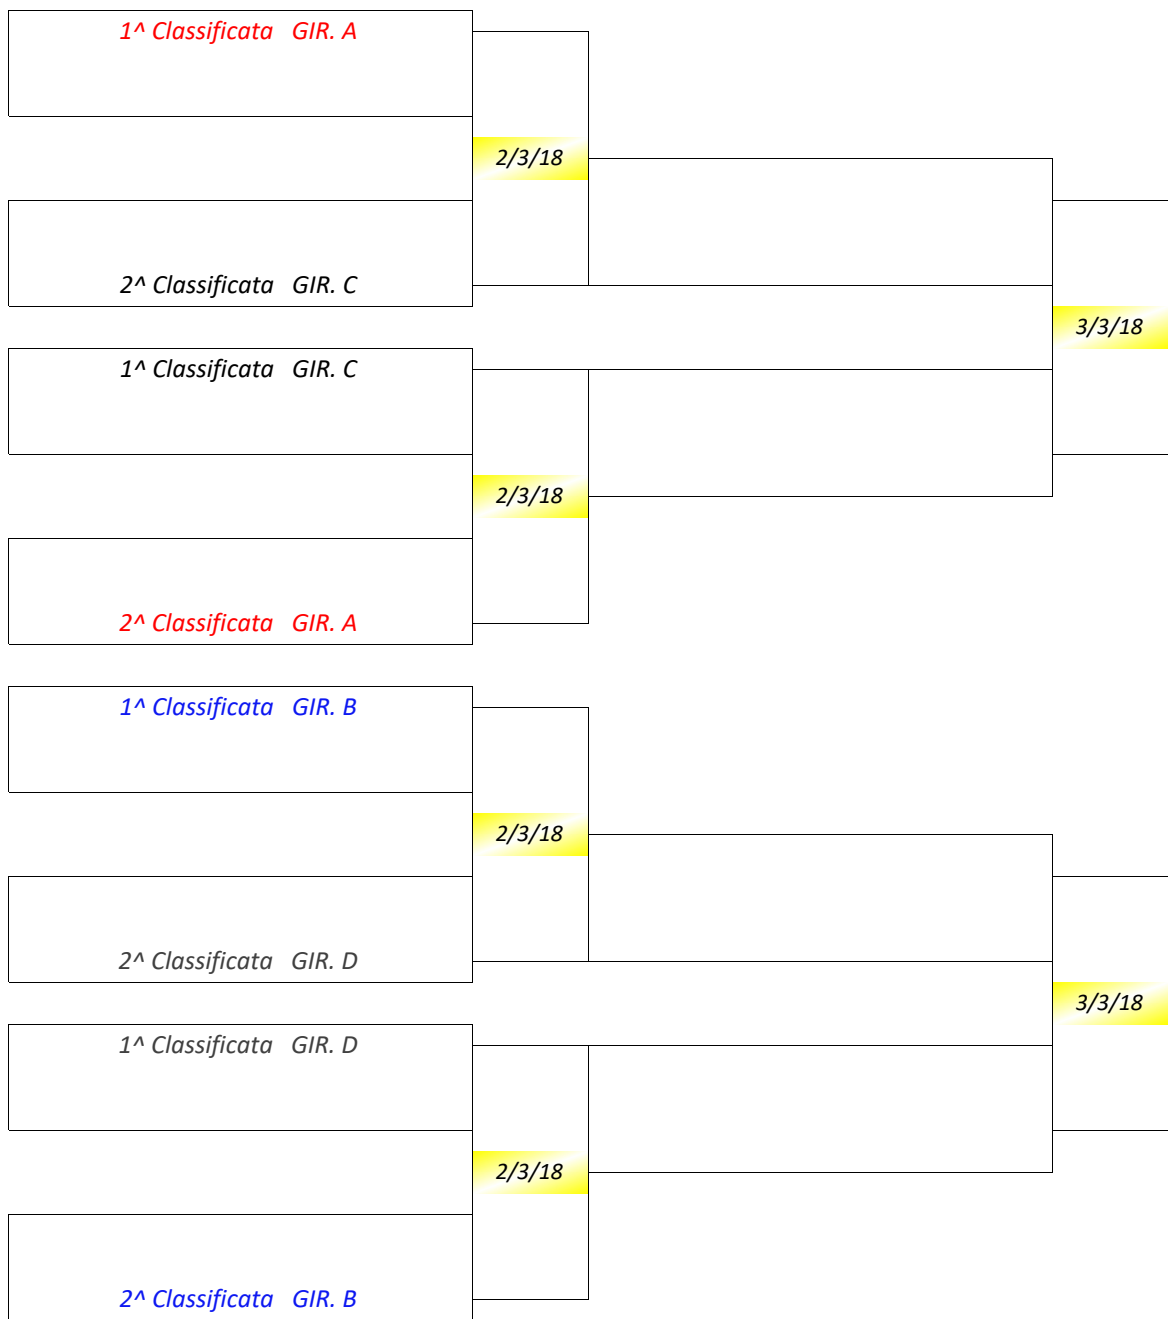 1^ Classificata GIR. A
2/3/18
2^ Classificata GIR. C
3/3/18
1^ Classificata GIR. C
2/3/18
2^ Classificata GIR. A
1^ Classificata GIR. B
2/3/18
2^ Classificata GIR. D
3/3/18
1^ Classificata GIR. D
2/3/18
2^ Classificata GIR. B